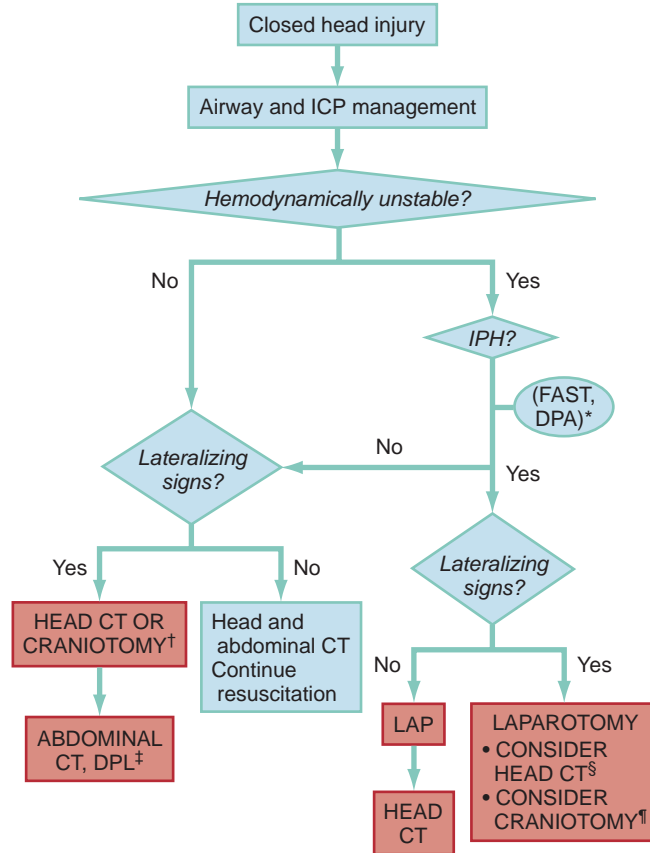 Closed head injury
Airway and ICP management
Hemodynamically unstable?
No
Yes
IPH?
(FAST,
DPA)*
No
Yes
Lateralizing
signs?
Lateralizing
signs?
Yes
No
HEAD CT OR
CRANIOTOMY†
Head and
abdominal CT
Continue
resuscitation
ABDOMINAL
CT, DPL‡
No
Yes
LAP
HEAD
CT
LAPAROTOMY
• CONSIDER
HEAD CT§
• CONSIDER
CRANIOTOMY¶